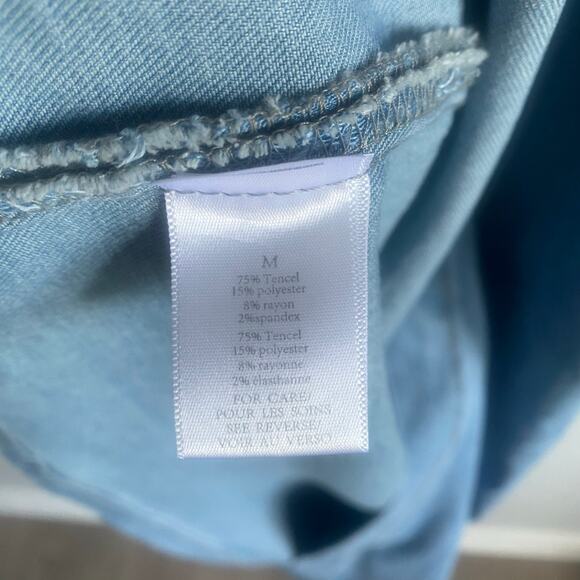 M
75% Tencel
15% polyester
8% rayon
2%spandex
75% Tencel
15% polyester
8% rayonne
2% élasthanne
FOR CARE/
POUR LES SOINS
SEE REVERSE/
VOIR AU VERSO